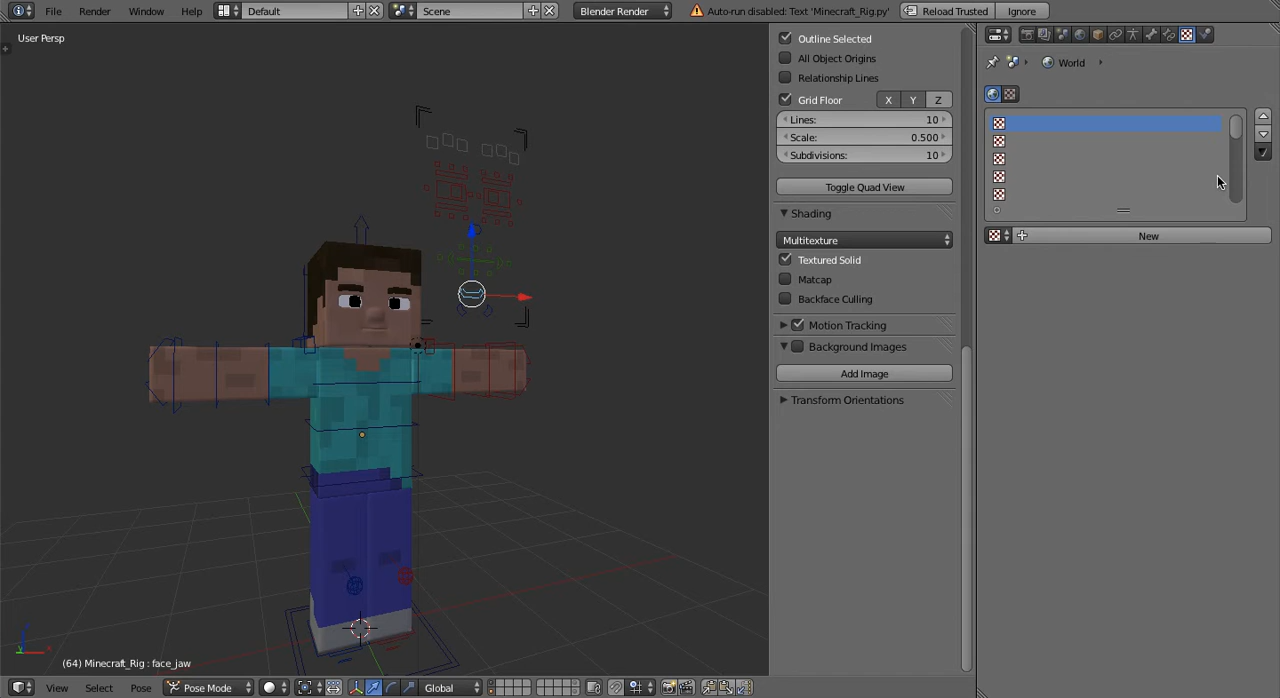 File Render Window Help Default Scene Blender Render Auto-run disabled: Text 'Minecraft_Rig.py' Reload Trusted Ignore
User Persp
Outline Selected
All Object Origins
Relationship Lines
Grid Floor X Y Z
Lines: 10
Scale: 0.500
Subdivisions: 10
Toggle Quad View
Shading
Multitexture
Textured Solid
Matcap
Backface Culling
Motion Tracking
Background Images
Add Image
Transform Orientations
World
New
(64) Minecraft_Rig : face_jaw
View Select Pose Pose Mode Global